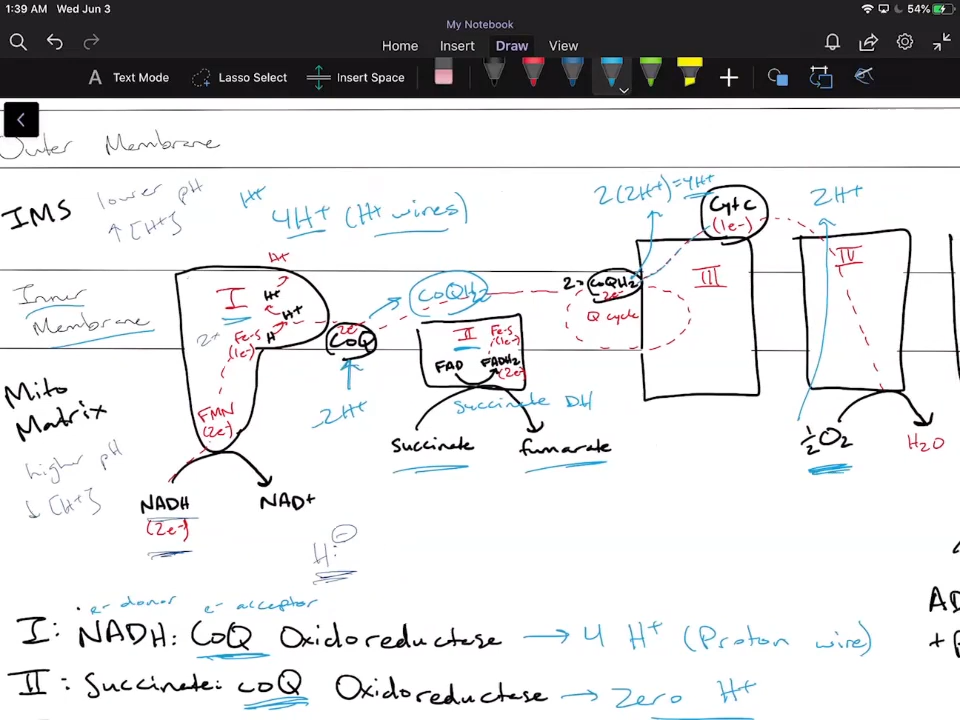 1:39 AM Wed Jun 3
54%
My Notebook
Home Insert Draw View
Text Mode Lasso Select Insert Space
Outer Membrane
IMS
lower pH
↑ [H+]
H+
4H+ (H+ wires)
2(2H+)=4H+
Cytc
(1e-)
2H+
Inner
Membrane
I
H+
H+
H+
H
2+
Fe-S
(1e-)
FMN
(2e-)
2e-
CoQ
2H+
CoQH2
II
Fe-S
(1e-)
FAD
FADH2
(2e-)
succinate DH
succinate
fumarate
2x CoQH2
2e-
Q cycle
III
IV
½O2
H2O
Mito
Matrix
higher pH
↓ [H+]
NADH
(2e-)
NAD+
H:-
e- donor e- acceptor
I: NADH: CoQ Oxidoreductase → 4 H+ (Proton wire)
II: Succinate: coQ Oxidoreductase → Zero H+
AD
+ P